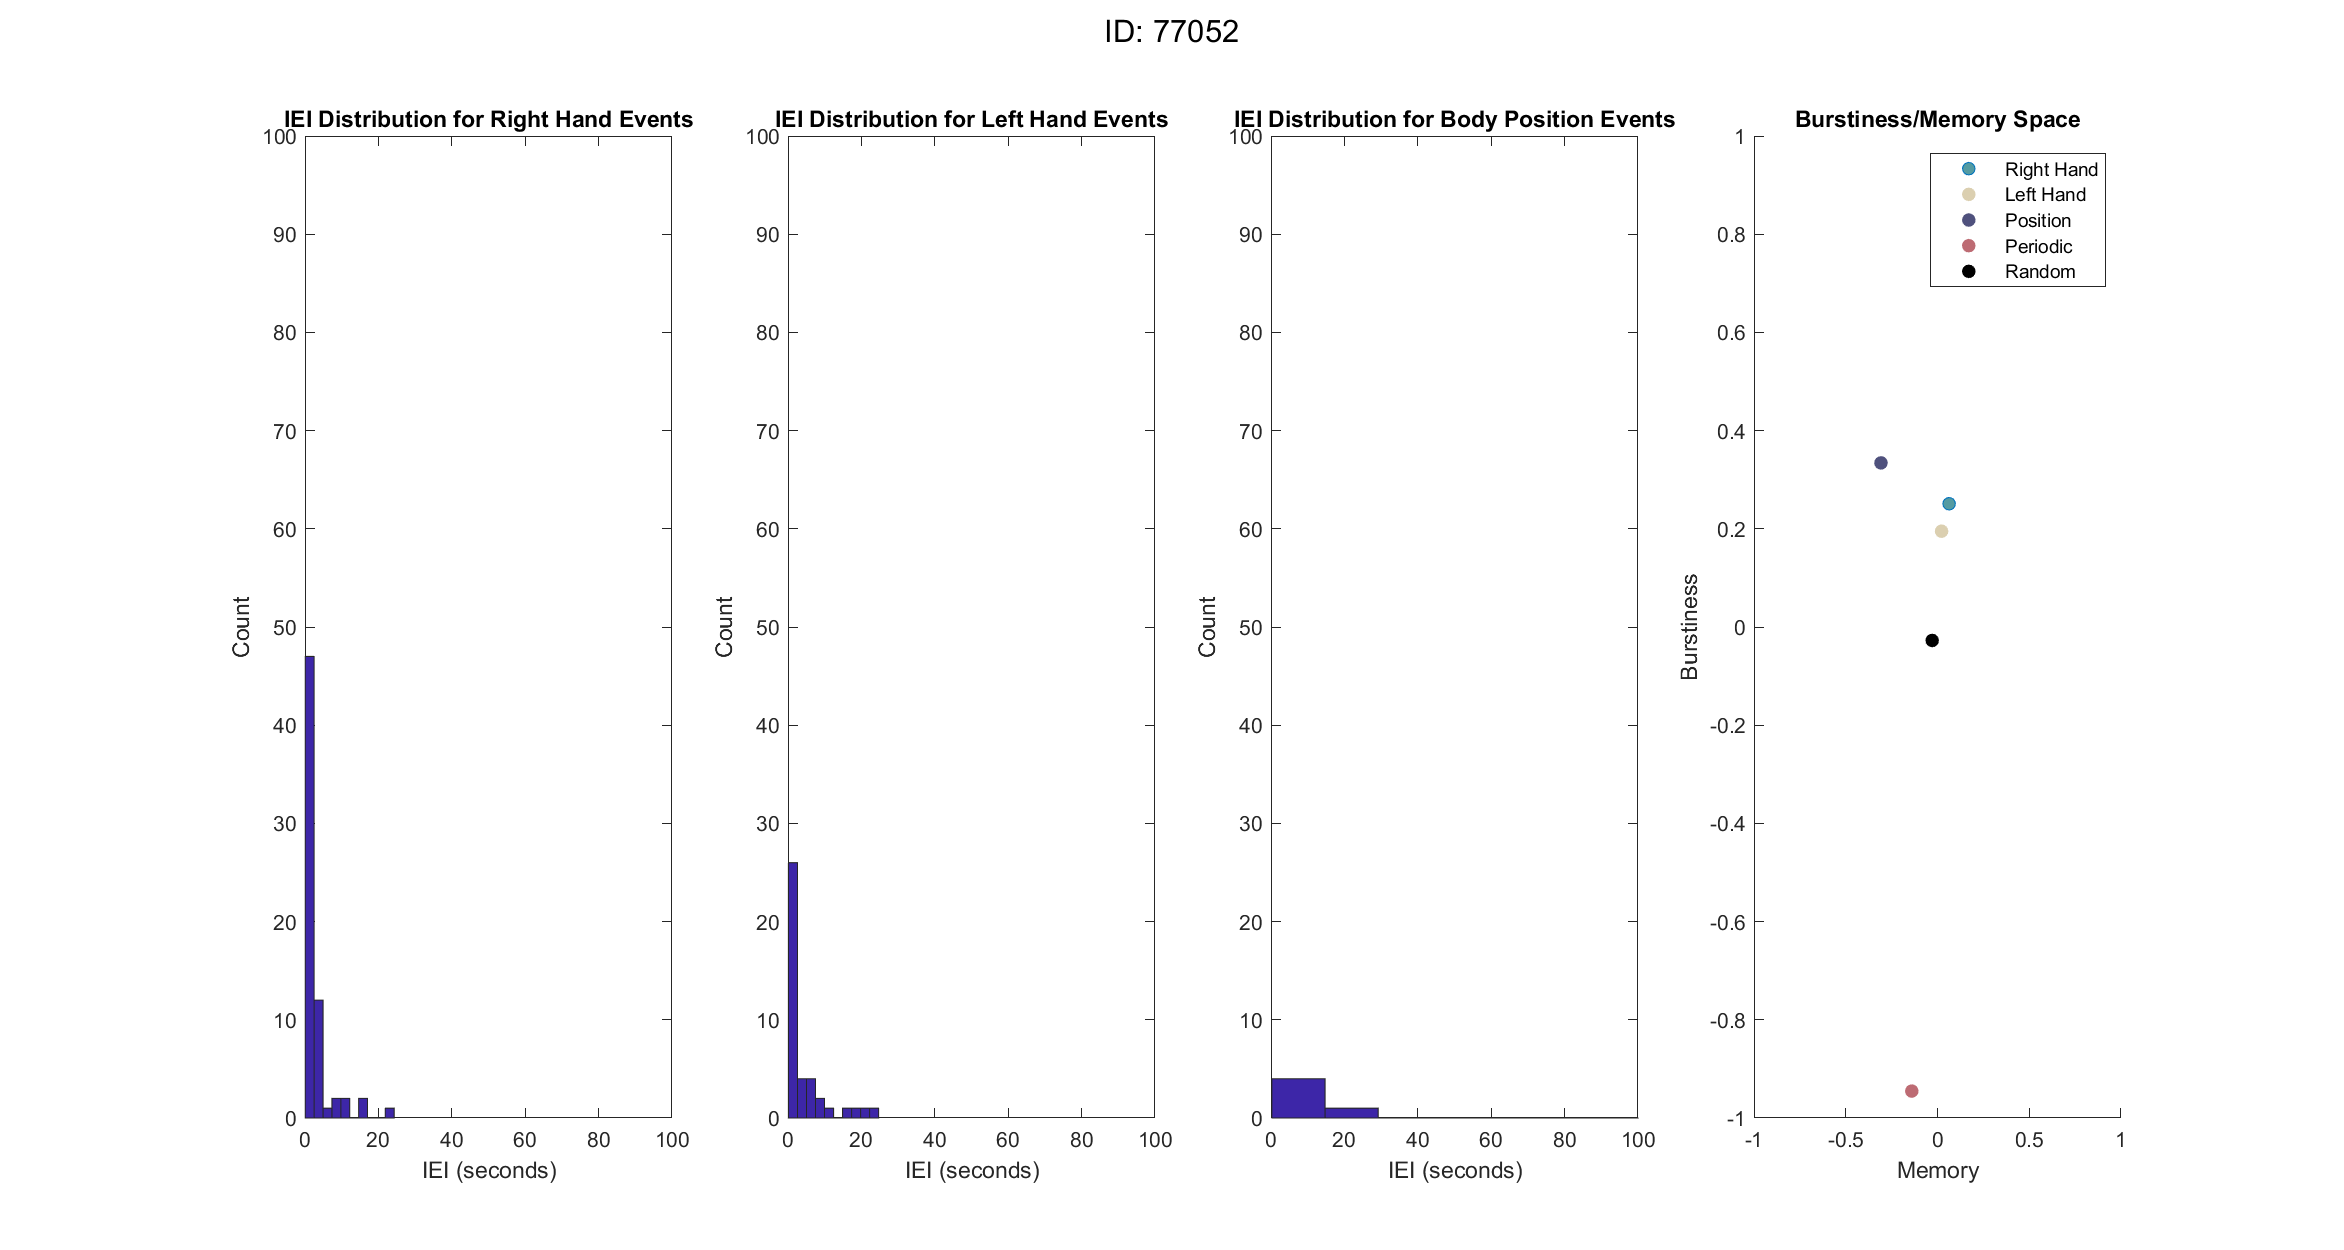 ID: 77052
IEI Distribution for Right Hand Events
100
90
80
70
60
50
40
30
20
10
0
Count
0 20 40 60 80 100
IEI (seconds)
IEI Distribution for Left Hand Events
100
90
80
70
60
50
40
30
20
10
0
Count
0 20 40 60 80 100
IEI (seconds)
IEI Distribution for Body Position Events
100
90
80
70
60
50
40
30
20
10
0
Count
0 20 40 60 80 100
IEI (seconds)
Burstiness/Memory Space
1
0.8
0.6
0.4
0.2
0
-0.2
-0.4
-0.6
-0.8
-1
Burstiness
Right Hand
Left Hand
Position
Periodic
Random
-1 -0.5 0 0.5 1
Memory